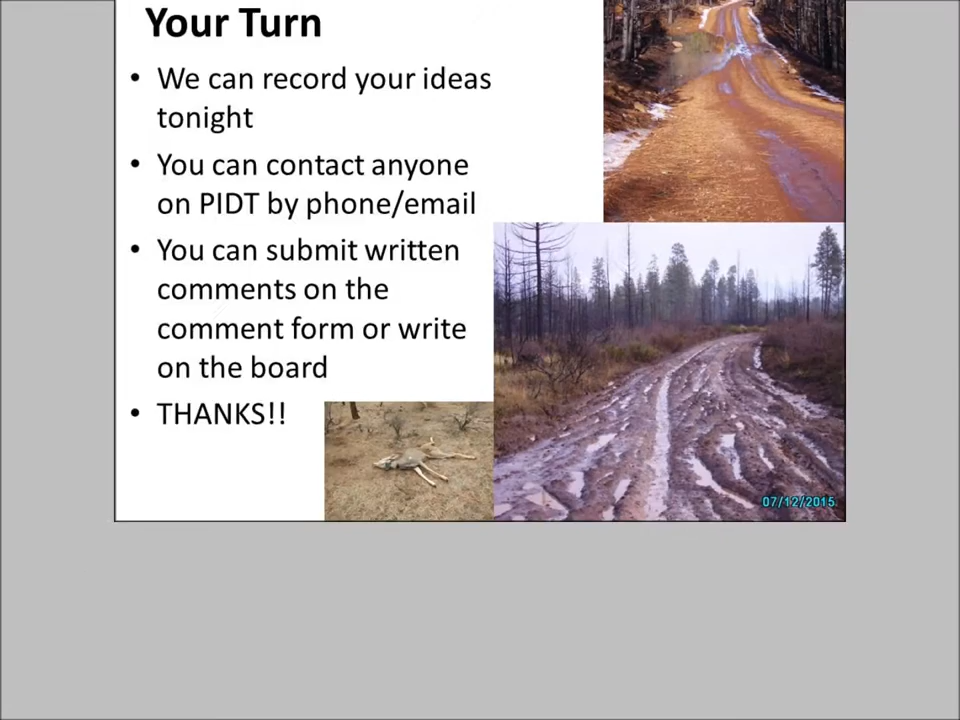 Your Turn
• We can record your ideas
tonight
• You can contact anyone
on PIDT by phone/email
• You can submit written
comments on the
comment form or write
on the board
• THANKS!!
07/12/2015